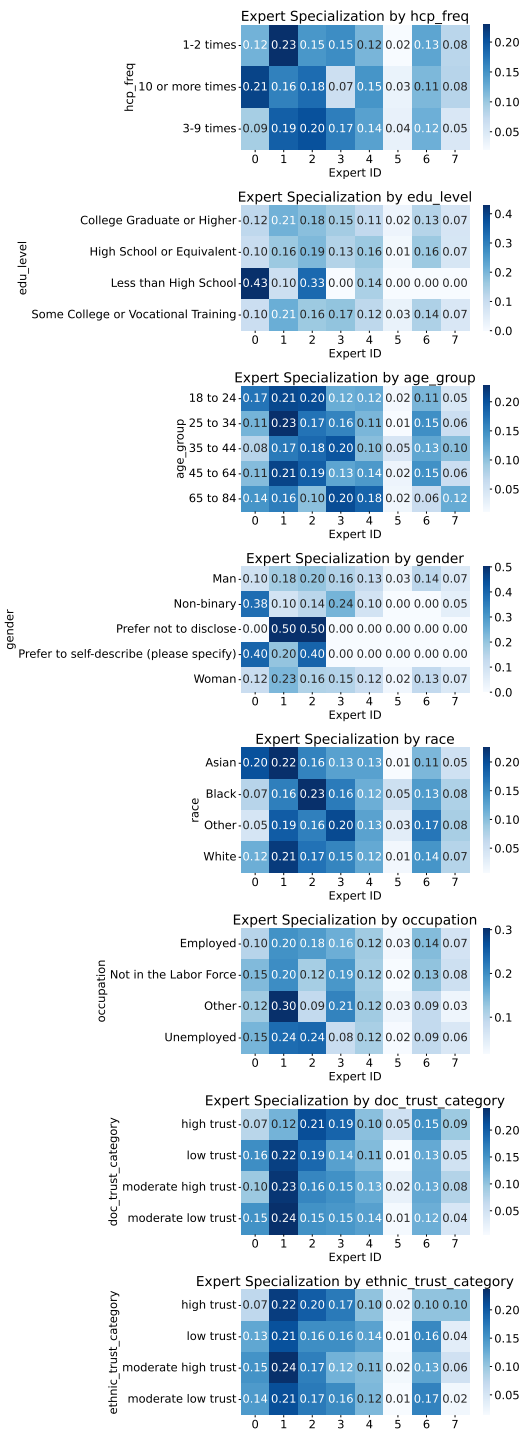 Expert Specialization by hcp_freq
hcp_freq
1-2 times 0.12 0.23 0.15 0.15 0.12 0.02 0.13 0.08
10 or more times 0.21 0.16 0.18 0.07 0.15 0.03 0.11 0.08
3-9 times 0.09 0.19 0.20 0.17 0.14 0.04 0.12 0.05
0 1 2 3 4 5 6 7
Expert ID
0.20
0.15
0.10
0.05
Expert Specialization by edu_level
edu_level
College Graduate or Higher 0.12 0.21 0.18 0.15 0.11 0.02 0.13 0.07
High School or Equivalent 0.10 0.16 0.19 0.13 0.16 0.01 0.16 0.07
Less than High School 0.43 0.10 0.33 0.00 0.14 0.00 0.00 0.00
Some College or Vocational Training 0.10 0.21 0.16 0.17 0.12 0.02 0.14 0.07
0 1 2 3 4 5 6 7
Expert ID
0.4
0.3
0.2
0.1
0.0
Expert Specialization by age_group
age_group
18 to 24 0.17 0.21 0.20 0.12 0.12 0.02 0.11 0.05
25 to 34 0.11 0.23 0.17 0.16 0.11 0.01 0.15 0.06
35 to 44 0.08 0.17 0.18 0.20 0.10 0.05 0.13 0.10
45 to 64 0.11 0.21 0.19 0.13 0.14 0.02 0.15 0.06
65 to 84 0.14 0.16 0.10 0.20 0.18 0.02 0.06 0.12
0 1 2 3 4 5 6 7
Expert ID
0.20
0.15
0.10
0.05
Expert Specialization by gender
gender
Man 0.10 0.18 0.20 0.16 0.13 0.03 0.14 0.07
Non-binary 0.38 0.10 0.14 0.24 0.10 0.00 0.00 0.05
Prefer not to disclose 0.00 0.50 0.50 0.00 0.00 0.00 0.00 0.00
Prefer to self-describe (please specify) 0.40 0.20 0.40 0.00 0.00 0.00 0.00 0.00
Woman 0.12 0.23 0.16 0.15 0.12 0.02 0.13 0.07
0 1 2 3 4 5 6 7
Expert ID
0.5
0.4
0.3
0.2
0.1
0.0
Expert Specialization by race
race
Asian 0.20 0.22 0.16 0.13 0.13 0.01 0.11 0.05
Black 0.07 0.16 0.23 0.16 0.12 0.05 0.13 0.08
Other 0.05 0.19 0.16 0.20 0.13 0.03 0.17 0.08
White 0.12 0.21 0.17 0.15 0.12 0.01 0.14 0.07
0 1 2 3 4 5 6 7
Expert ID
0.20
0.15
0.10
0.05
Expert Specialization by occupation
occupation
Employed 0.10 0.20 0.18 0.16 0.12 0.03 0.14 0.07
Not in the Labor Force 0.15 0.20 0.12 0.19 0.12 0.02 0.13 0.08
Other 0.12 0.30 0.09 0.21 0.12 0.03 0.09 0.03
Unemployed 0.15 0.24 0.24 0.08 0.12 0.02 0.09 0.06
0 1 2 3 4 5 6 7
Expert ID
0.3
0.2
0.1
Expert Specialization by doc_trust_category
doc_trust_category
high trust 0.07 0.12 0.21 0.19 0.10 0.05 0.15 0.09
low trust 0.16 0.22 0.19 0.14 0.11 0.01 0.13 0.05
moderate high trust 0.10 0.23 0.16 0.15 0.13 0.02 0.13 0.08
moderate low trust 0.15 0.24 0.15 0.15 0.14 0.01 0.12 0.04
0 1 2 3 4 5 6 7
Expert ID
0.20
0.15
0.10
0.05
Expert Specialization by ethnic_trust_category
ethnic_trust_category
high trust 0.07 0.22 0.20 0.17 0.10 0.02 0.10 0.10
low trust 0.13 0.21 0.16 0.16 0.14 0.01 0.16 0.04
moderate high trust 0.15 0.24 0.17 0.12 0.11 0.02 0.13 0.06
moderate low trust 0.14 0.21 0.17 0.16 0.12 0.01 0.17 0.02
0 1 2 3 4 5 6 7
Expert ID
0.20
0.15
0.10
0.05